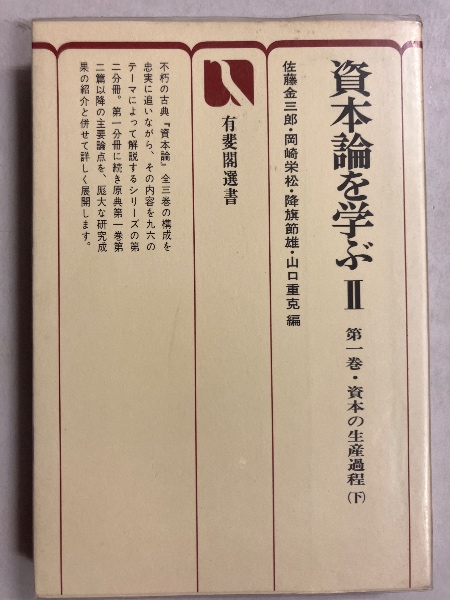 資本論を学ぶⅡ
第一巻・資本の生産過程(下)
佐藤金三郎・岡崎栄松・降旗節雄・山口重克 編
有斐閣選書
不朽の古典『資本論』全三巻の構成を
忠実に追いながら、その内容を九六の
テーマによって解説するシリーズの第
二分冊。第一分冊に続き原典第一巻第
二篇以降の主要論点を、厖大な研究成
果の紹介と併せて詳しく展開します。